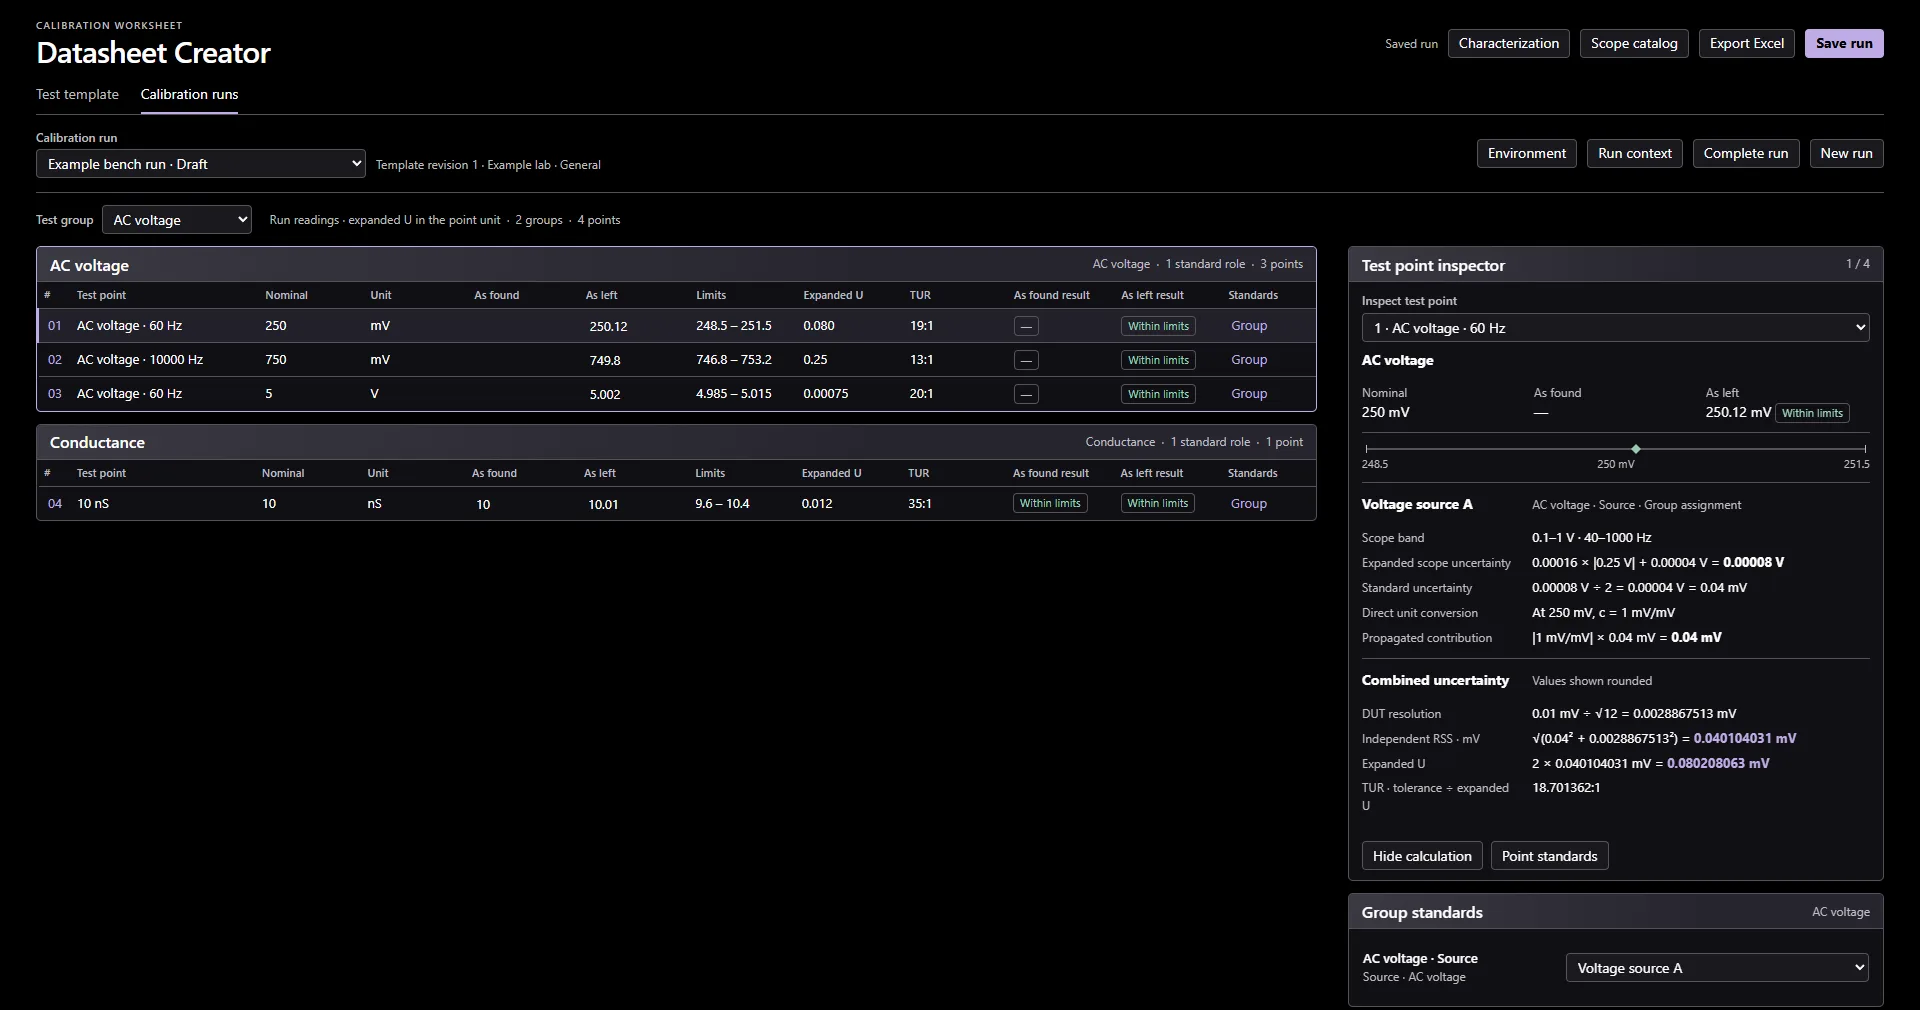 CALIBRATION WORKSHEET
Datasheet Creator
Saved run Characterization Scope catalog Export Excel Save run
Test template Calibration runs
Calibration run
Example bench run · Draft Template revision 1 · Example lab · General
Environment Run context Complete run New run
Test group AC voltage Run readings · expanded U in the point unit · 2 groups · 4 points
AC voltage AC voltage · 1 standard role · 3 points
# Test point Nominal Unit As found As left Limits Expanded U TUR As found result As left result Standards
01 AC voltage · 60 Hz 250 mV 250.12 248.5 – 251.5 0.080 19:1 — Within limits Group
02 AC voltage · 10000 Hz 750 mV 749.8 746.8 – 753.2 0.25 13:1 — Within limits Group
03 AC voltage · 60 Hz 5 V 5.002 4.985 – 5.015 0.00075 20:1 — Within limits Group
Conductance Conductance · 1 standard role · 1 point
# Test point Nominal Unit As found As left Limits Expanded U TUR As found result As left result Standards
04 10 nS 10 nS 10 10.01 9.6 – 10.4 0.012 35:1 Within limits Within limits Group
Test point inspector 1 / 4
Inspect test point
1 · AC voltage · 60 Hz
AC voltage
Nominal As found As left
250 mV — 250.12 mV Within limits
248.5 250 mV 251.5
Voltage source A AC voltage · Source · Group assignment
Scope band 0.1–1 V · 40–1000 Hz
Expanded scope uncertainty 0.00016 × |0.25 V| + 0.00004 V = 0.00008 V
Standard uncertainty 0.00008 V ÷ 2 = 0.00004 V = 0.04 mV
Direct unit conversion At 250 mV, c = 1 mV/mV
Propagated contribution |1 mV/mV| × 0.04 mV = 0.04 mV
Combined uncertainty Values shown rounded
DUT resolution 0.01 mV ÷ √12 = 0.0028867513 mV
Independent RSS · mV √(0.04² + 0.0028867513²) = 0.040104031 mV
Expanded U 2 × 0.040104031 mV = 0.080208063 mV
TUR · tolerance ÷ expanded 18.701362:1
U
Hide calculation Point standards
Group standards AC voltage
AC voltage · Source
Source · AC voltage
Voltage source A